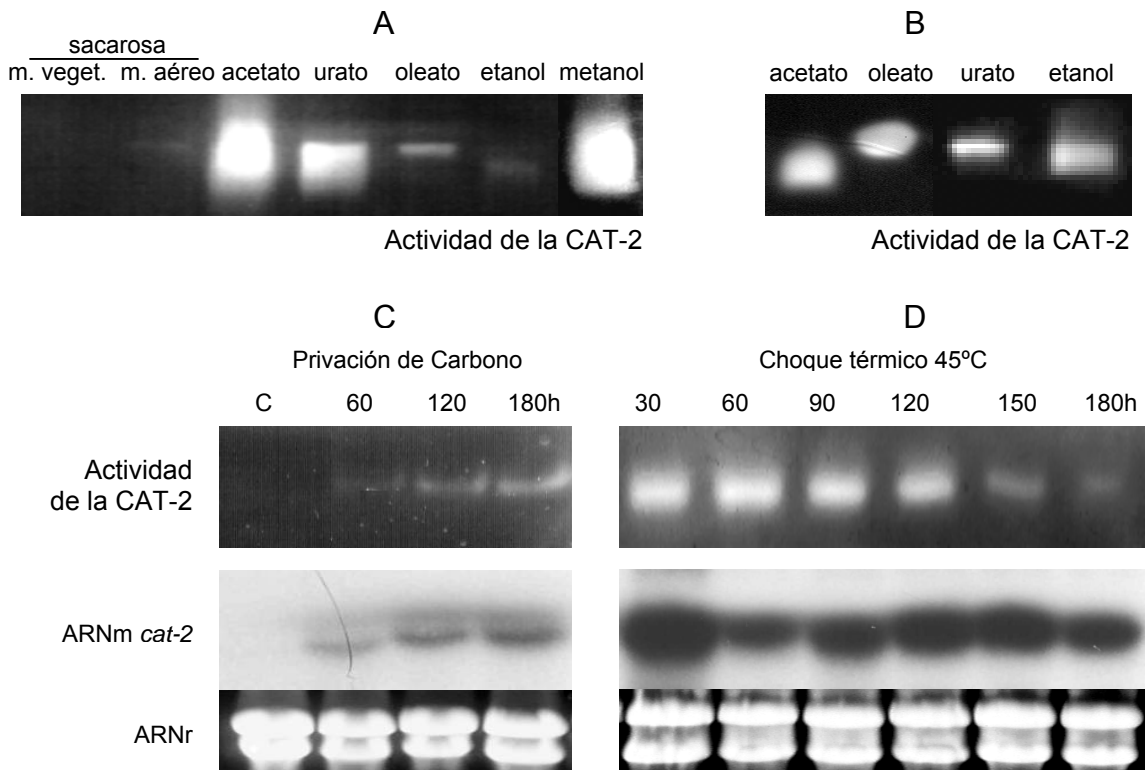 A
sacarosa
m. veget. m. aéreo acetato urato oleato etanol metanol
Actividad de la CAT-2
B
acetato oleato urato etanol
Actividad de la CAT-2
C
Privación de Carbono
C 60 120 180h
D
Choque térmico 45ºC
30 60 90 120 150 180h
Actividad
de la CAT-2
ARNm cat-2
ARNr